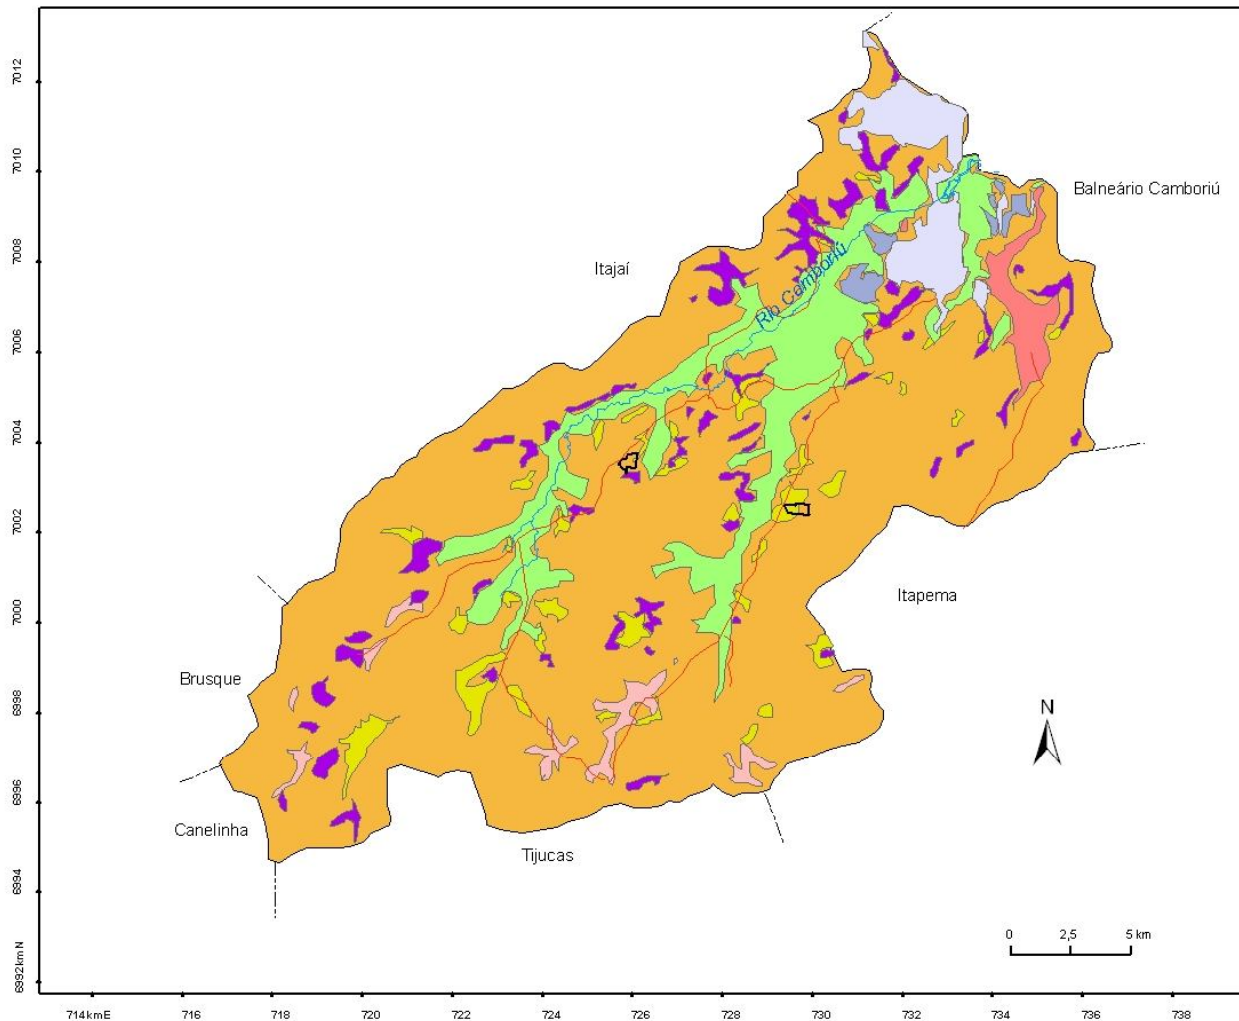 7012
7010
Balneário Camboriú
7008
Itajaí
Rio Camboriú
7006
7004
7002
7000
Itapema
Brusque
6998
N
6996
Canelinha
Tijucas
6994
0 2,5 5 km
6992km N
714kmE 716 718 720 722 724 726 728 730 732 734 736 738